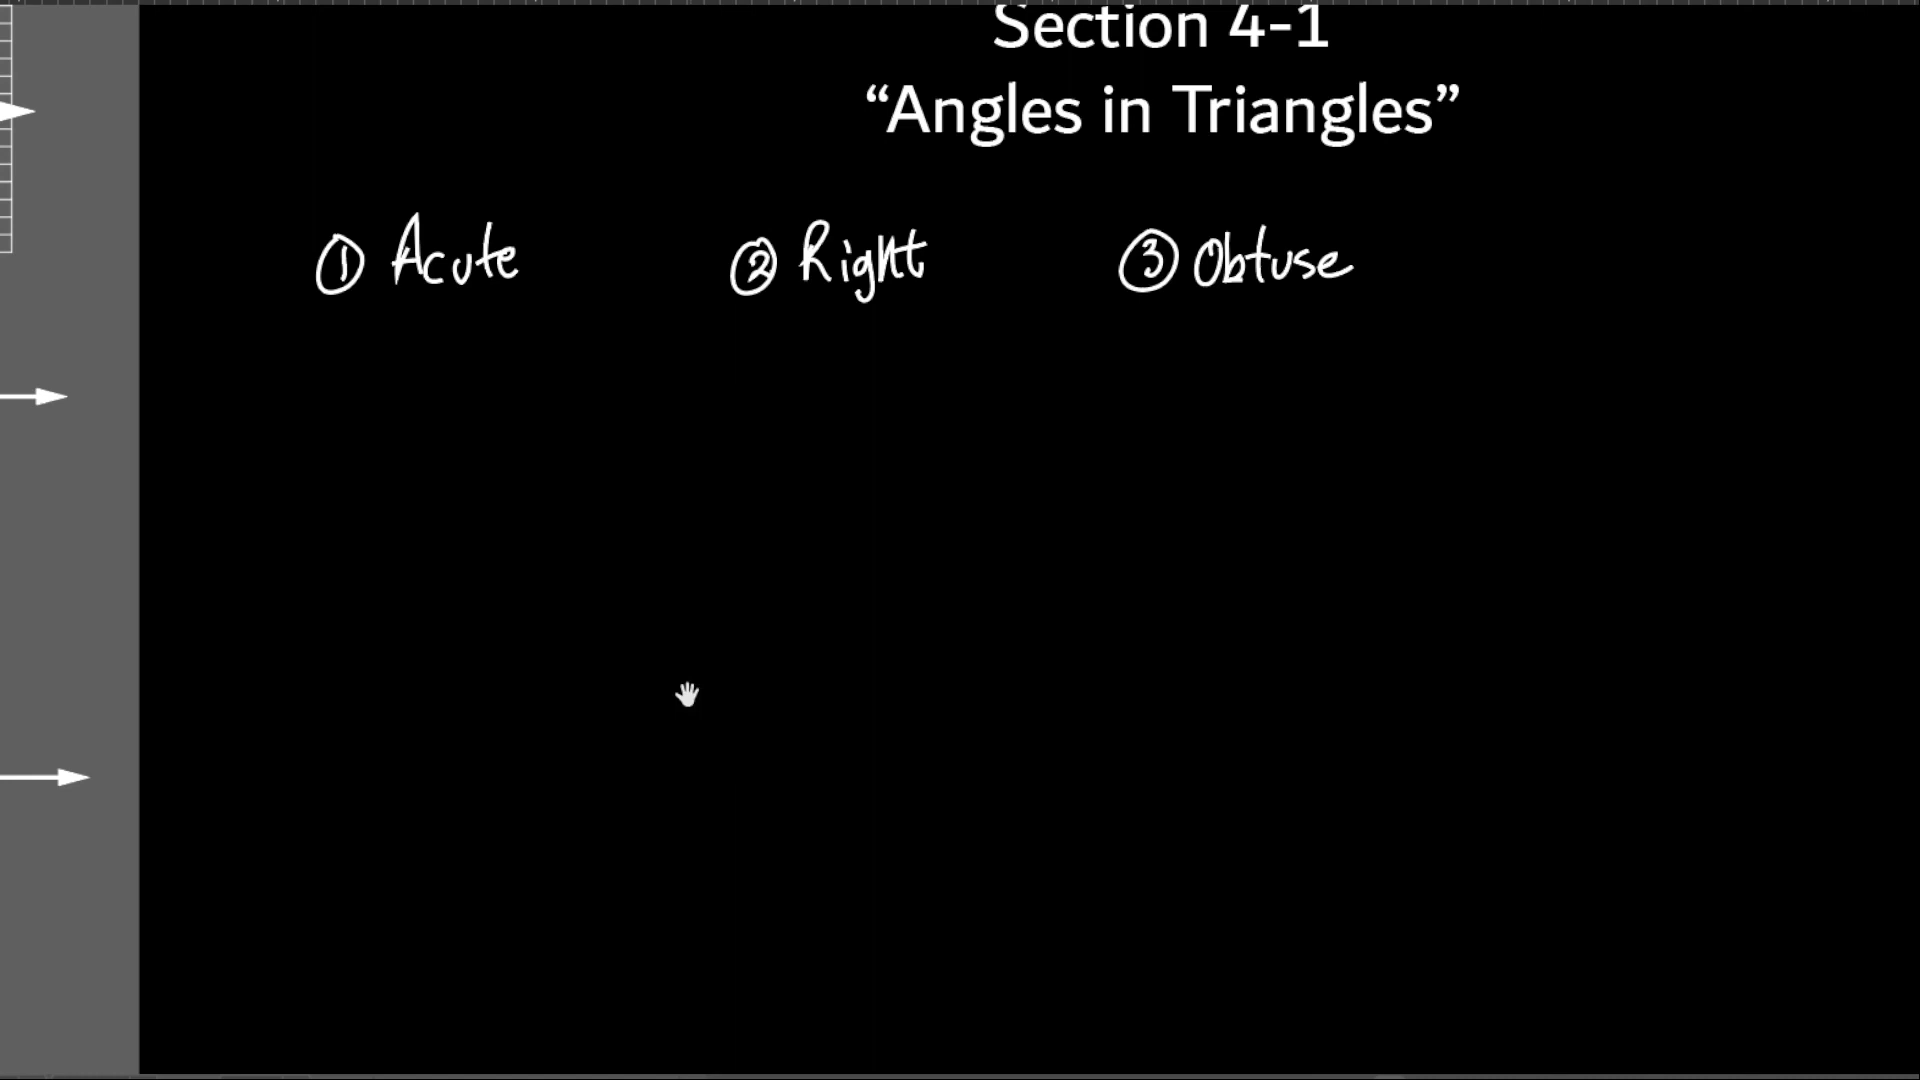 Section 4-1
“Angles in Triangles”
① Acute ② Right ③ Obtuse